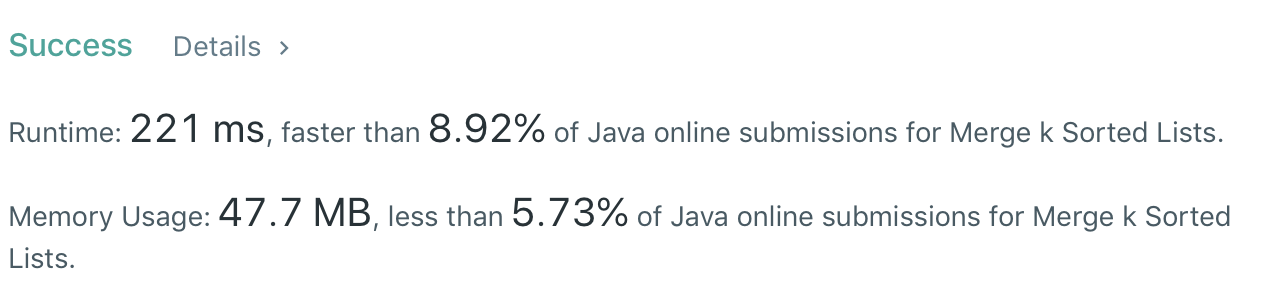 Success Details >
Runtime: 221 ms, faster than 8.92% of Java online submissions for Merge k Sorted Lists.
Memory Usage: 47.7 MB, less than 5.73% of Java online submissions for Merge k Sorted
Lists.